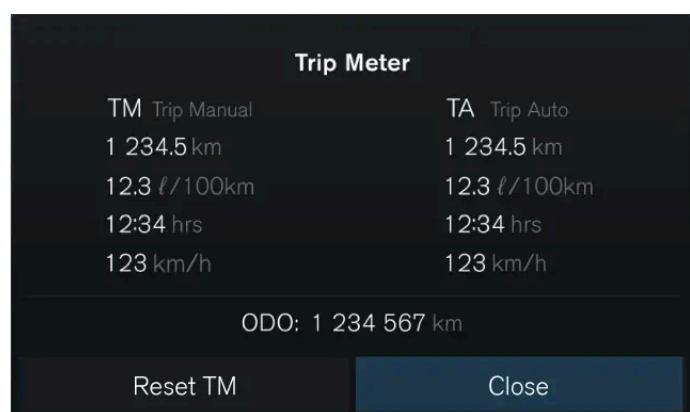 Trip Meter
TM Trip Manual
1 234.5 km
12.3 ℓ/100km
12:34 hrs
123 km/h
TA Trip Auto
1 234.5 km
12.3 ℓ/100km
12:34 hrs
123 km/h
ODO: 1 234 567 km
Reset TM
Close